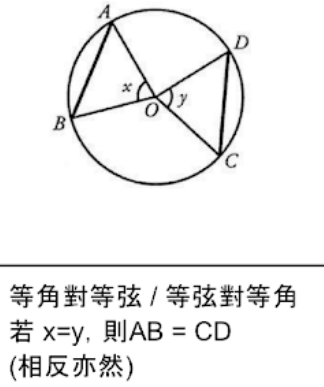 A
D
x
O
y
B
C
等角對等弦 / 等弦對等角
若 x=y, 則AB = CD
(相反亦然)